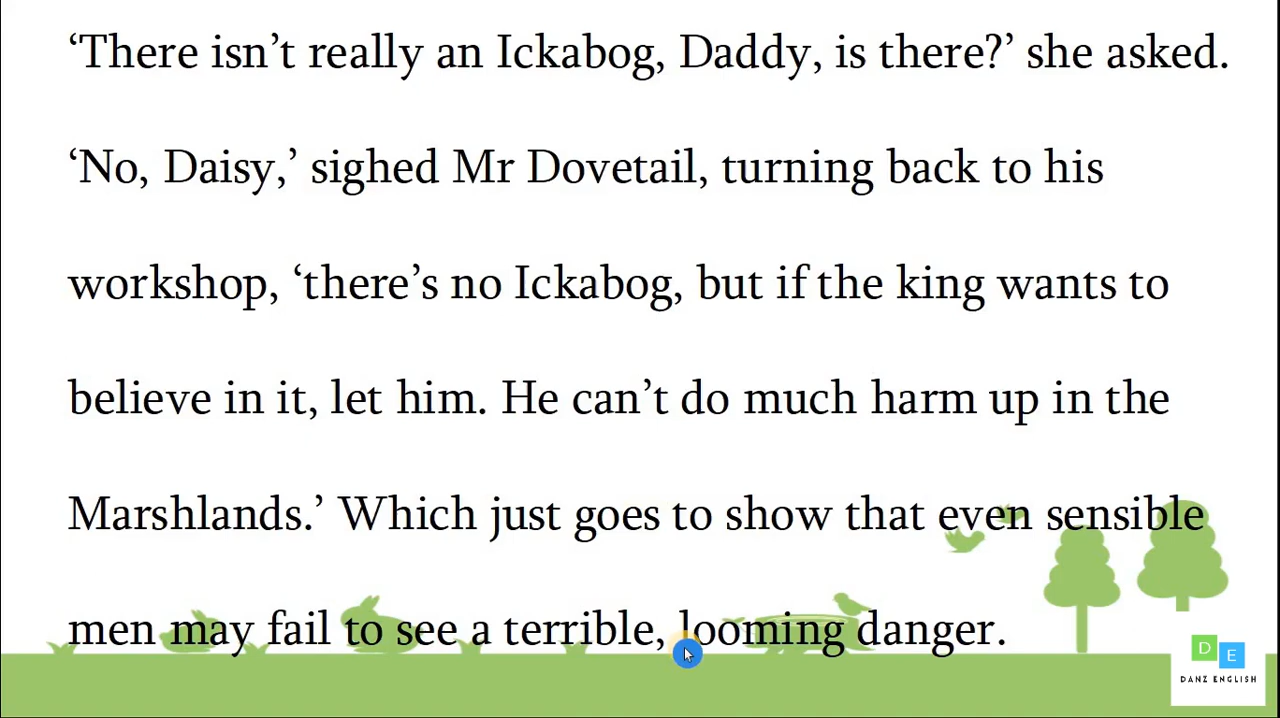 ‘There isn’t really an Ickabog, Daddy, is there?’ she asked.
‘No, Daisy,’ sighed Mr Dovetail, turning back to his
workshop, ‘there’s no Ickabog, but if the king wants to
believe in it, let him. He can’t do much harm up in the
Marshlands.’ Which just goes to show that even sensible
men may fail to see a terrible, looming danger.
D E
DANZ ENGLISH